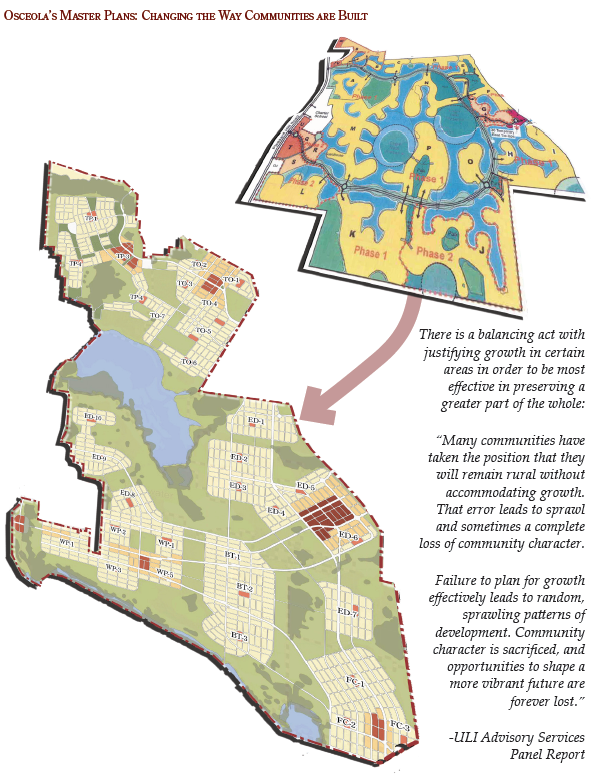 Osceola's Master Plans: Changing the Way Communities are Built
Charter School
M
P
O
H
I
T
S
L
K
J
Phase 1
Phase 2
Phase 2
Phase 1
Phase 2
TP-3
TP-4
TO-2
TO-1
TO-3
TO-4
TO-7
TO-5
TO-6
ED-10
ED-1
ED-9
ED-2
ED-3
ED-5
ED-8
ED-4
ED-6
WP-2
WP-1
WP-1
WP-3
WP-5
BT-1
BT-2
BT-3
ED-7
FC-1
FC-2
FC-3
There is a balancing act with
justifying growth in certain
areas in order to be most
effective in preserving a
greater part of the whole:
“Many communities have
taken the position that they
will remain rural without
accommodating growth.
That error leads to sprawl
and sometimes a complete
loss of community character.
Failure to plan for growth
effectively leads to random,
sprawling patterns of
development. Community
character is sacrificed, and
opportunities to shape a
more vibrant future are
forever lost.”
-ULI Advisory Services
Panel Report